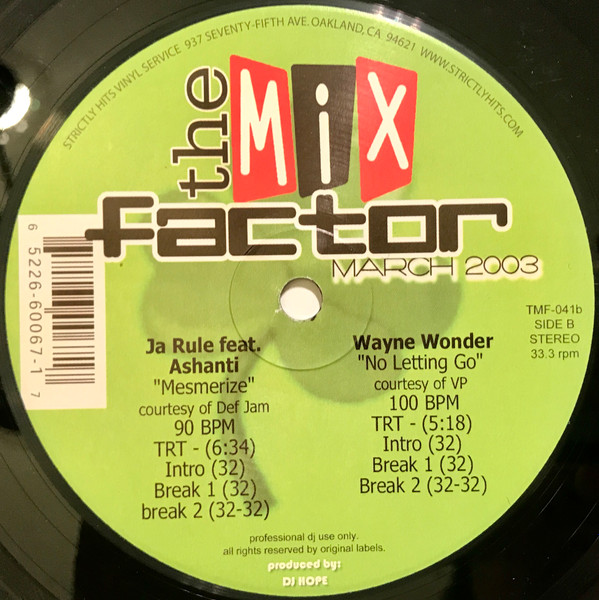 STRICTLY HITS VINYL SERVICE 937 SEVENTY-FIFTH AVE. OAKLAND, CA 94621 WWW.STRICTLYHITS.COM
the MiX
factor
MARCH 2003
6 5226-60067-1 7
TMF-041b
SIDE B
STEREO
33.3 rpm
Ja Rule feat.
Ashanti
"Mesmerize"
courtesy of Def Jam
90 BPM
TRT - (6:34)
Intro (32)
Break 1 (32)
break 2 (32-32)
Wayne Wonder
"No Letting Go"
courtesy of VP
100 BPM
TRT - (5:18)
Intro (32)
Break 1 (32)
Break 2 (32-32)
professional dj use only.
all rights reserved by original labels.
produced by:
DJ HOPE